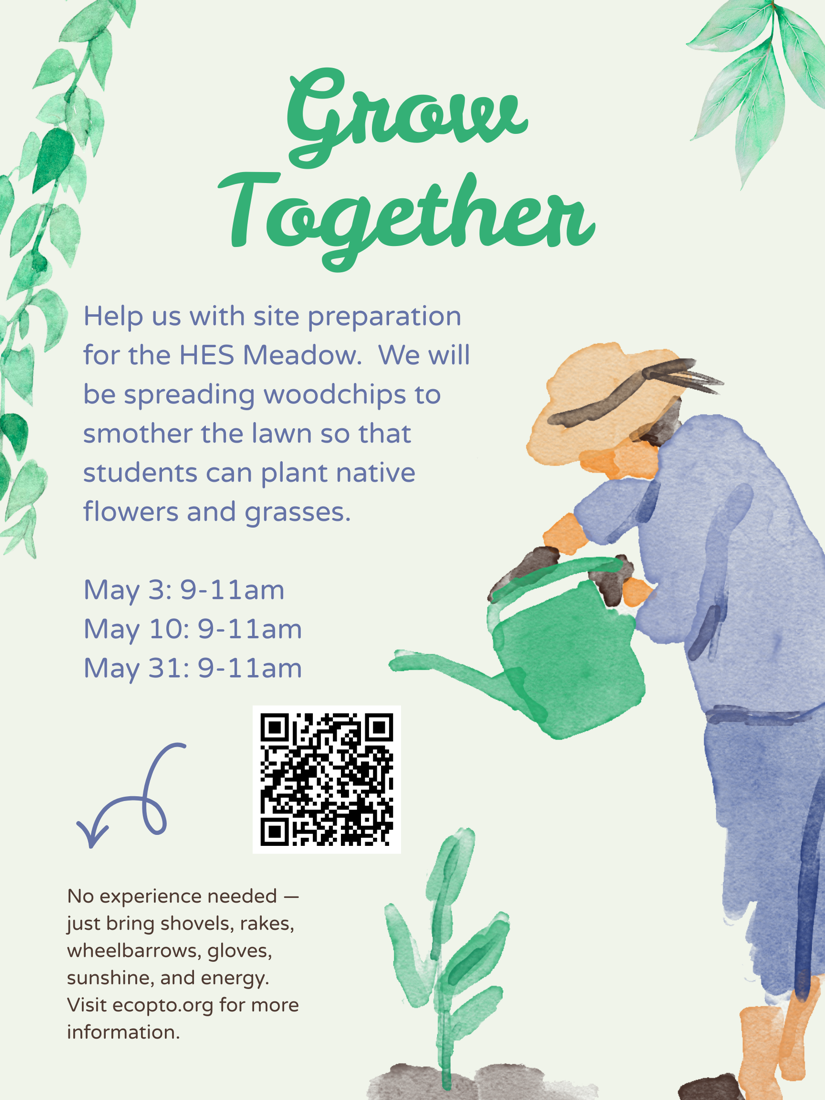 Grow
Together
Help us with site preparation
for the HES Meadow.  We will
be spreading woodchips to
smother the lawn so that
students can plant native
flowers and grasses.
May 3: 9-11am
May 10: 9-11am
May 31: 9-11am
No experience needed —
just bring shovels, rakes,
wheelbarrows, gloves,
sunshine, and energy.
Visit ecopto.org for more
information.